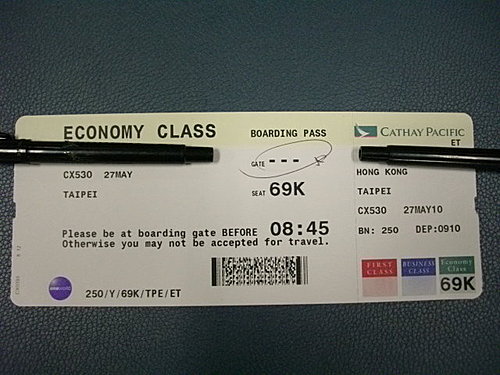 ECONOMY CLASS
BOARDING PASS
CATHAY PACIFIC
ET
GATE ---
CX530 27MAY
TAIPEI
SEAT 69K
HONG KONG
TAIPEI
CX530 27MAY10
BN: 250 DEP:0910
Please be at boarding gate BEFORE 08:45
Otherwise you may not be accepted for travel.
FIRST CLASS
BUSINESS CLASS
Economy Class
69K
oneworld
250/Y/69K/TPE/ET